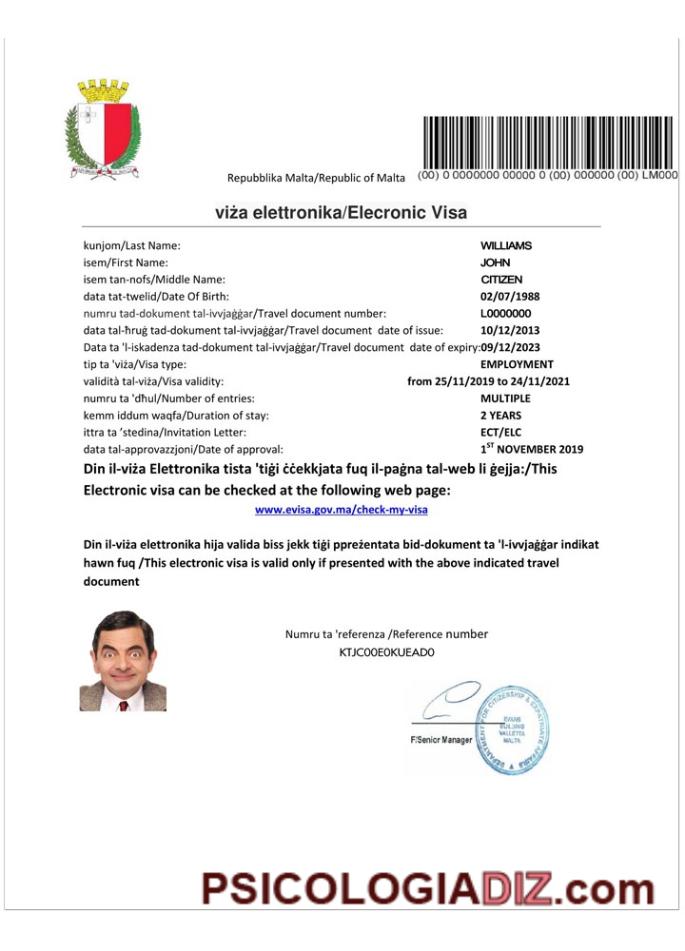 (00) 0 0000000 00000 0 (00) 000000 (00) LM000
Repubblika Malta/Republic of Malta
viża elettronika/Elecronic Visa
kunjom/Last Name: WILLIAMS
isem/First Name: JOHN
isem tan-nofs/Middle Name: CITIZEN
data tat-twelid/Date Of Birth: 02/07/1988
numru tad-dokument tal-ivvjaġġar/Travel document number: L0000000
data tal-ħruġ tad-dokument tal-ivvjaġġar/Travel document date of issue: 10/12/2013
Data ta 'l-iskadenza tad-dokument tal-ivvjaġġar/Travel document date of expiry: 09/12/2023
tip ta 'viża/Visa type: EMPLOYMENT
validità tal-viża/Visa validity: from 25/11/2019 to 24/11/2021
numru ta 'dħul/Number of entries: MULTIPLE
kemm iddum waqfa/Duration of stay: 2 YEARS
ittra ta 'stedina/Invitation Letter: ECT/ELC
data tal-approvazzjoni/Date of approval: 1ST NOVEMBER 2019
Din il-viża Elettronika tista 'tiġi ċċekkjata fuq il-paġna tal-web li ġejja:/This
Electronic visa can be checked at the following web page:
www.evisa.gov.ma/check-my-visa
Din il-viża elettronika hija valida biss jekk tiġi ppreżentata bid-dokument ta 'l-ivvjaġġar indikat
hawn fuq /This electronic visa is valid only if presented with the above indicated travel
document
Numru ta 'referenza /Reference number
KTJC00E0KUEAD0
F/Senior Manager
DEPARTMENT FOR CITIZENSHIP & EXPATRIATE AFFAIRS
EVANS
BUILDING
VALLETTA
MALTA
PSICOLOGIADIZ.com